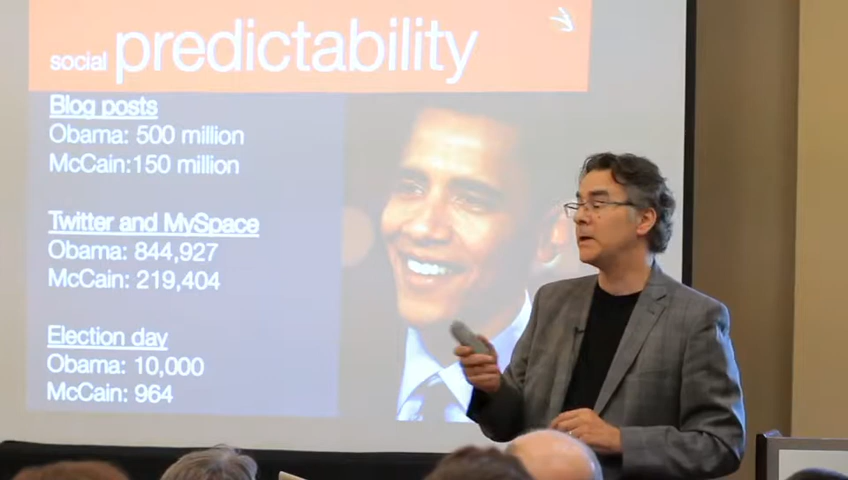 social predictability
Blog posts
Obama: 500 million
McCain:150 million
Twitter and MySpace
Obama: 844,927
McCain: 219,404
Election day
Obama: 10,000
McCain: 964